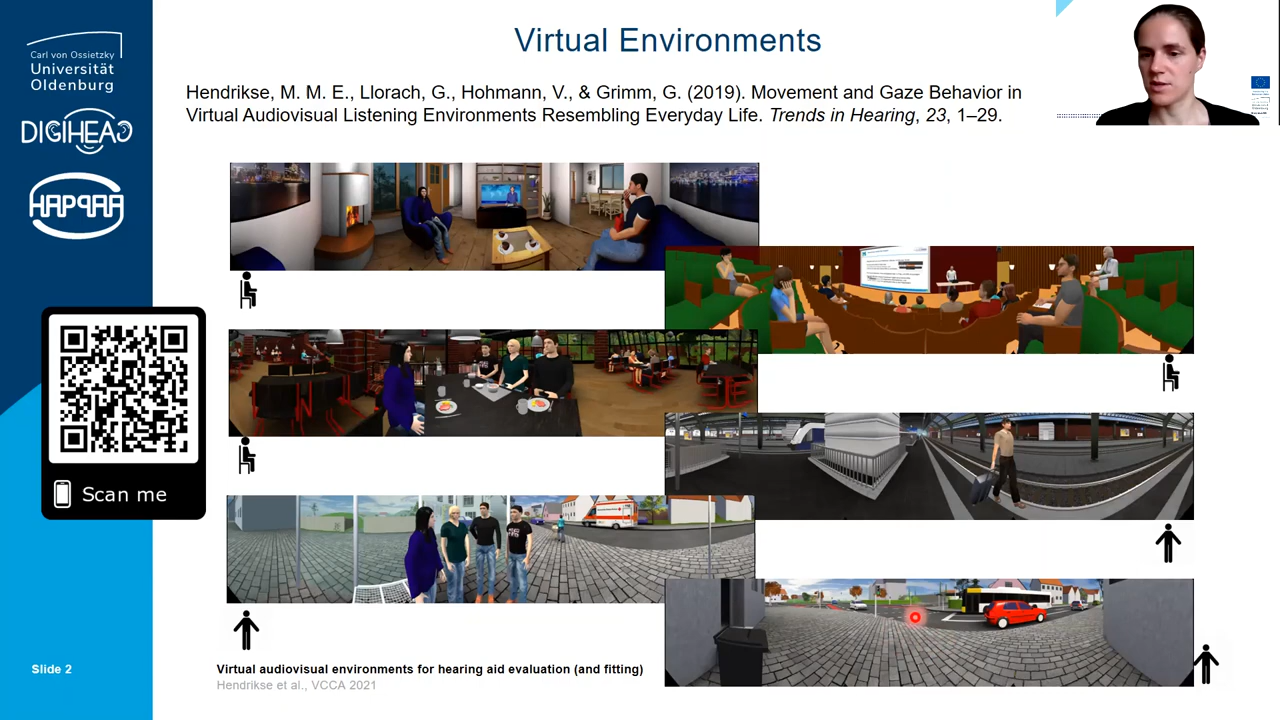 Virtual Environments
Carl von Ossietzky
Universität
Oldenburg
DIGIHEAD
Hendrikse, M. M. E., Llorach, G., Hohmann, V., & Grimm, G. (2019). Movement and Gaze Behavior in
Virtual Audiovisual Listening Environments Resembling Everyday Life. Trends in Hearing, 23, 1–29.
Scan me
Slide 2
Virtual audiovisual environments for hearing aid evaluation (and fitting)
Hendrikse et al., VCCA 2021